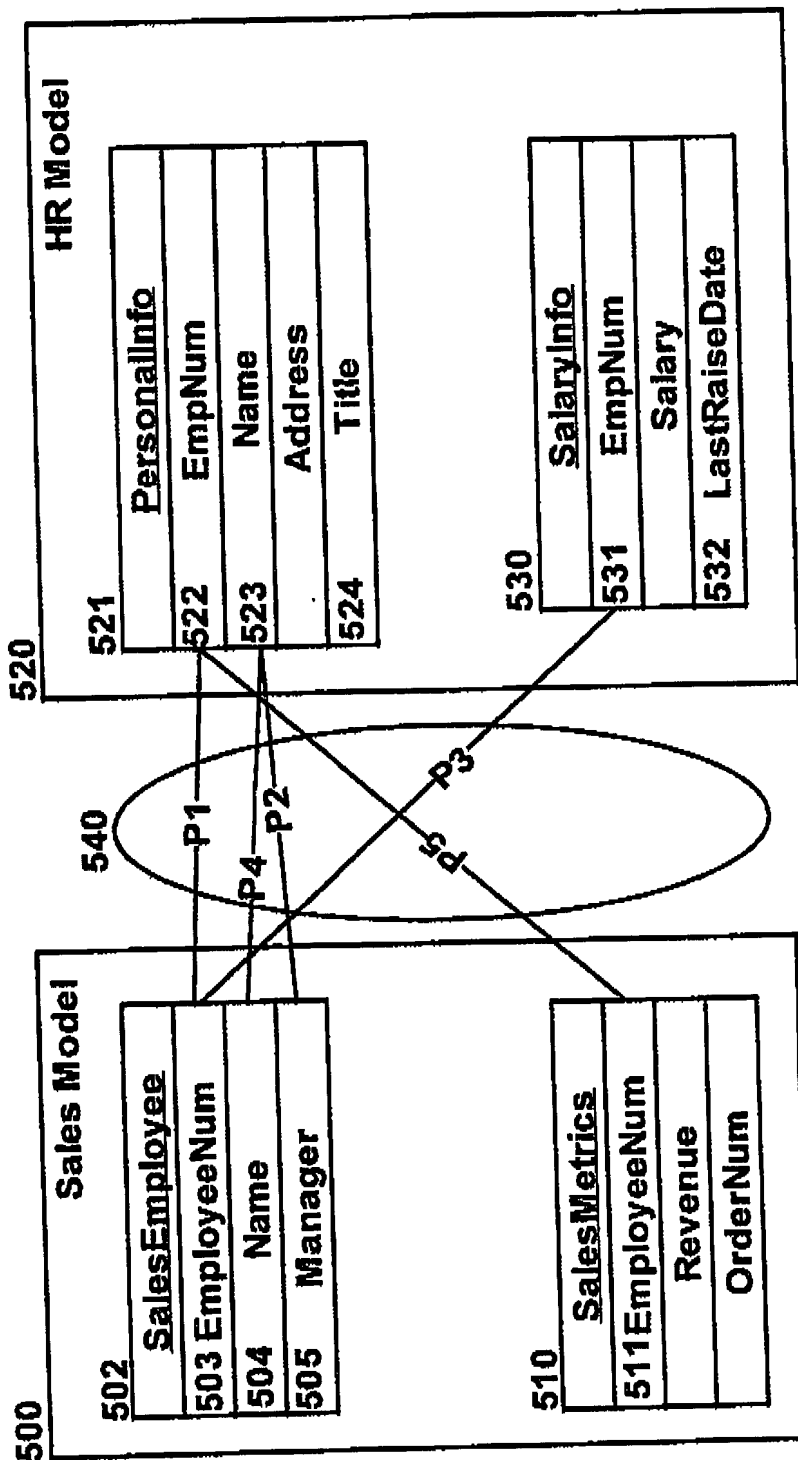 500
Sales Model
502
SalesEmployee
503 EmployeeNum
504 Name
505 Manager
510
SalesMetrics
511EmployeeNum
Revenue
OrderNum
540
P1
P4
P2
P3
P5
520
HR Model
521
PersonalInfo
522 EmpNum
523 Name
Address
524 Title
530
SalaryInfo
531 EmpNum
Salary
532 LastRaiseDate